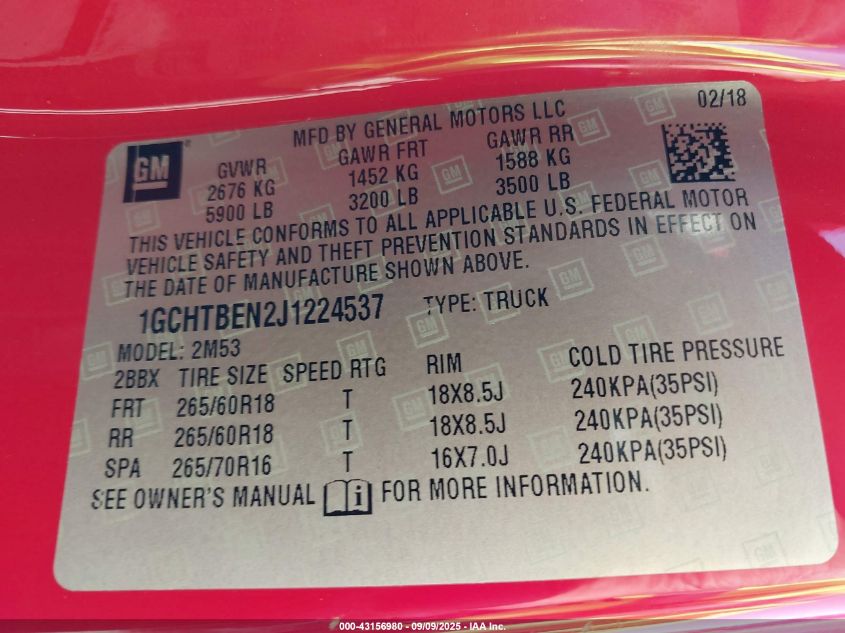 02/18
MFD BY GENERAL MOTORS LLC
GM
GVWR GAWR FRT GAWR RR
2676 KG 1452 KG 1588 KG
5900 LB 3200 LB 3500 LB
THIS VEHICLE CONFORMS TO ALL APPLICABLE U.S. FEDERAL MOTOR
VEHICLE SAFETY AND THEFT PREVENTION STANDARDS IN EFFECT ON
THE DATE OF MANUFACTURE SHOWN ABOVE.
1GCHTBEN2J1224537 TYPE: TRUCK
MODEL: 2M53
2BBX TIRE SIZE SPEED RTG RIM COLD TIRE PRESSURE
FRT 265/60R18 T 18X8.5J 240KPA(35PSI)
RR 265/60R18 T 18X8.5J 240KPA(35PSI)
SPA 265/70R16 T 16X7.0J 240KPA(35PSI)
SEE OWNER'S MANUAL i FOR MORE INFORMATION.
000-43156980 - 09/09/2025 - IAA Inc.